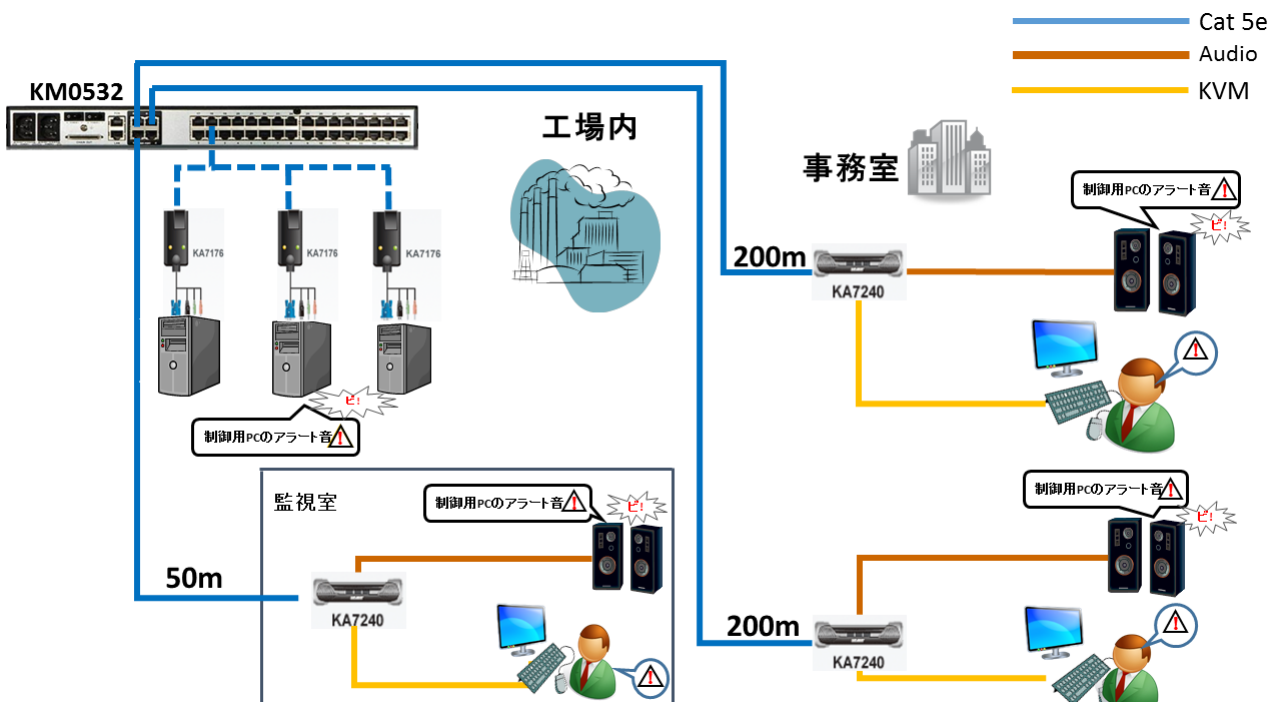 Cat 5e
Audio
KVM
KM0532
工場内
事務室
制御用PCのアラート音
ピ!
KA7176
KA7176
KA7176
200m
KA7240
制御用PCのアラート音
ピ!
監視室
制御用PCのアラート音
ピ!
制御用PCのアラート音
ピ!
50m
KA7240
200m
KA7240